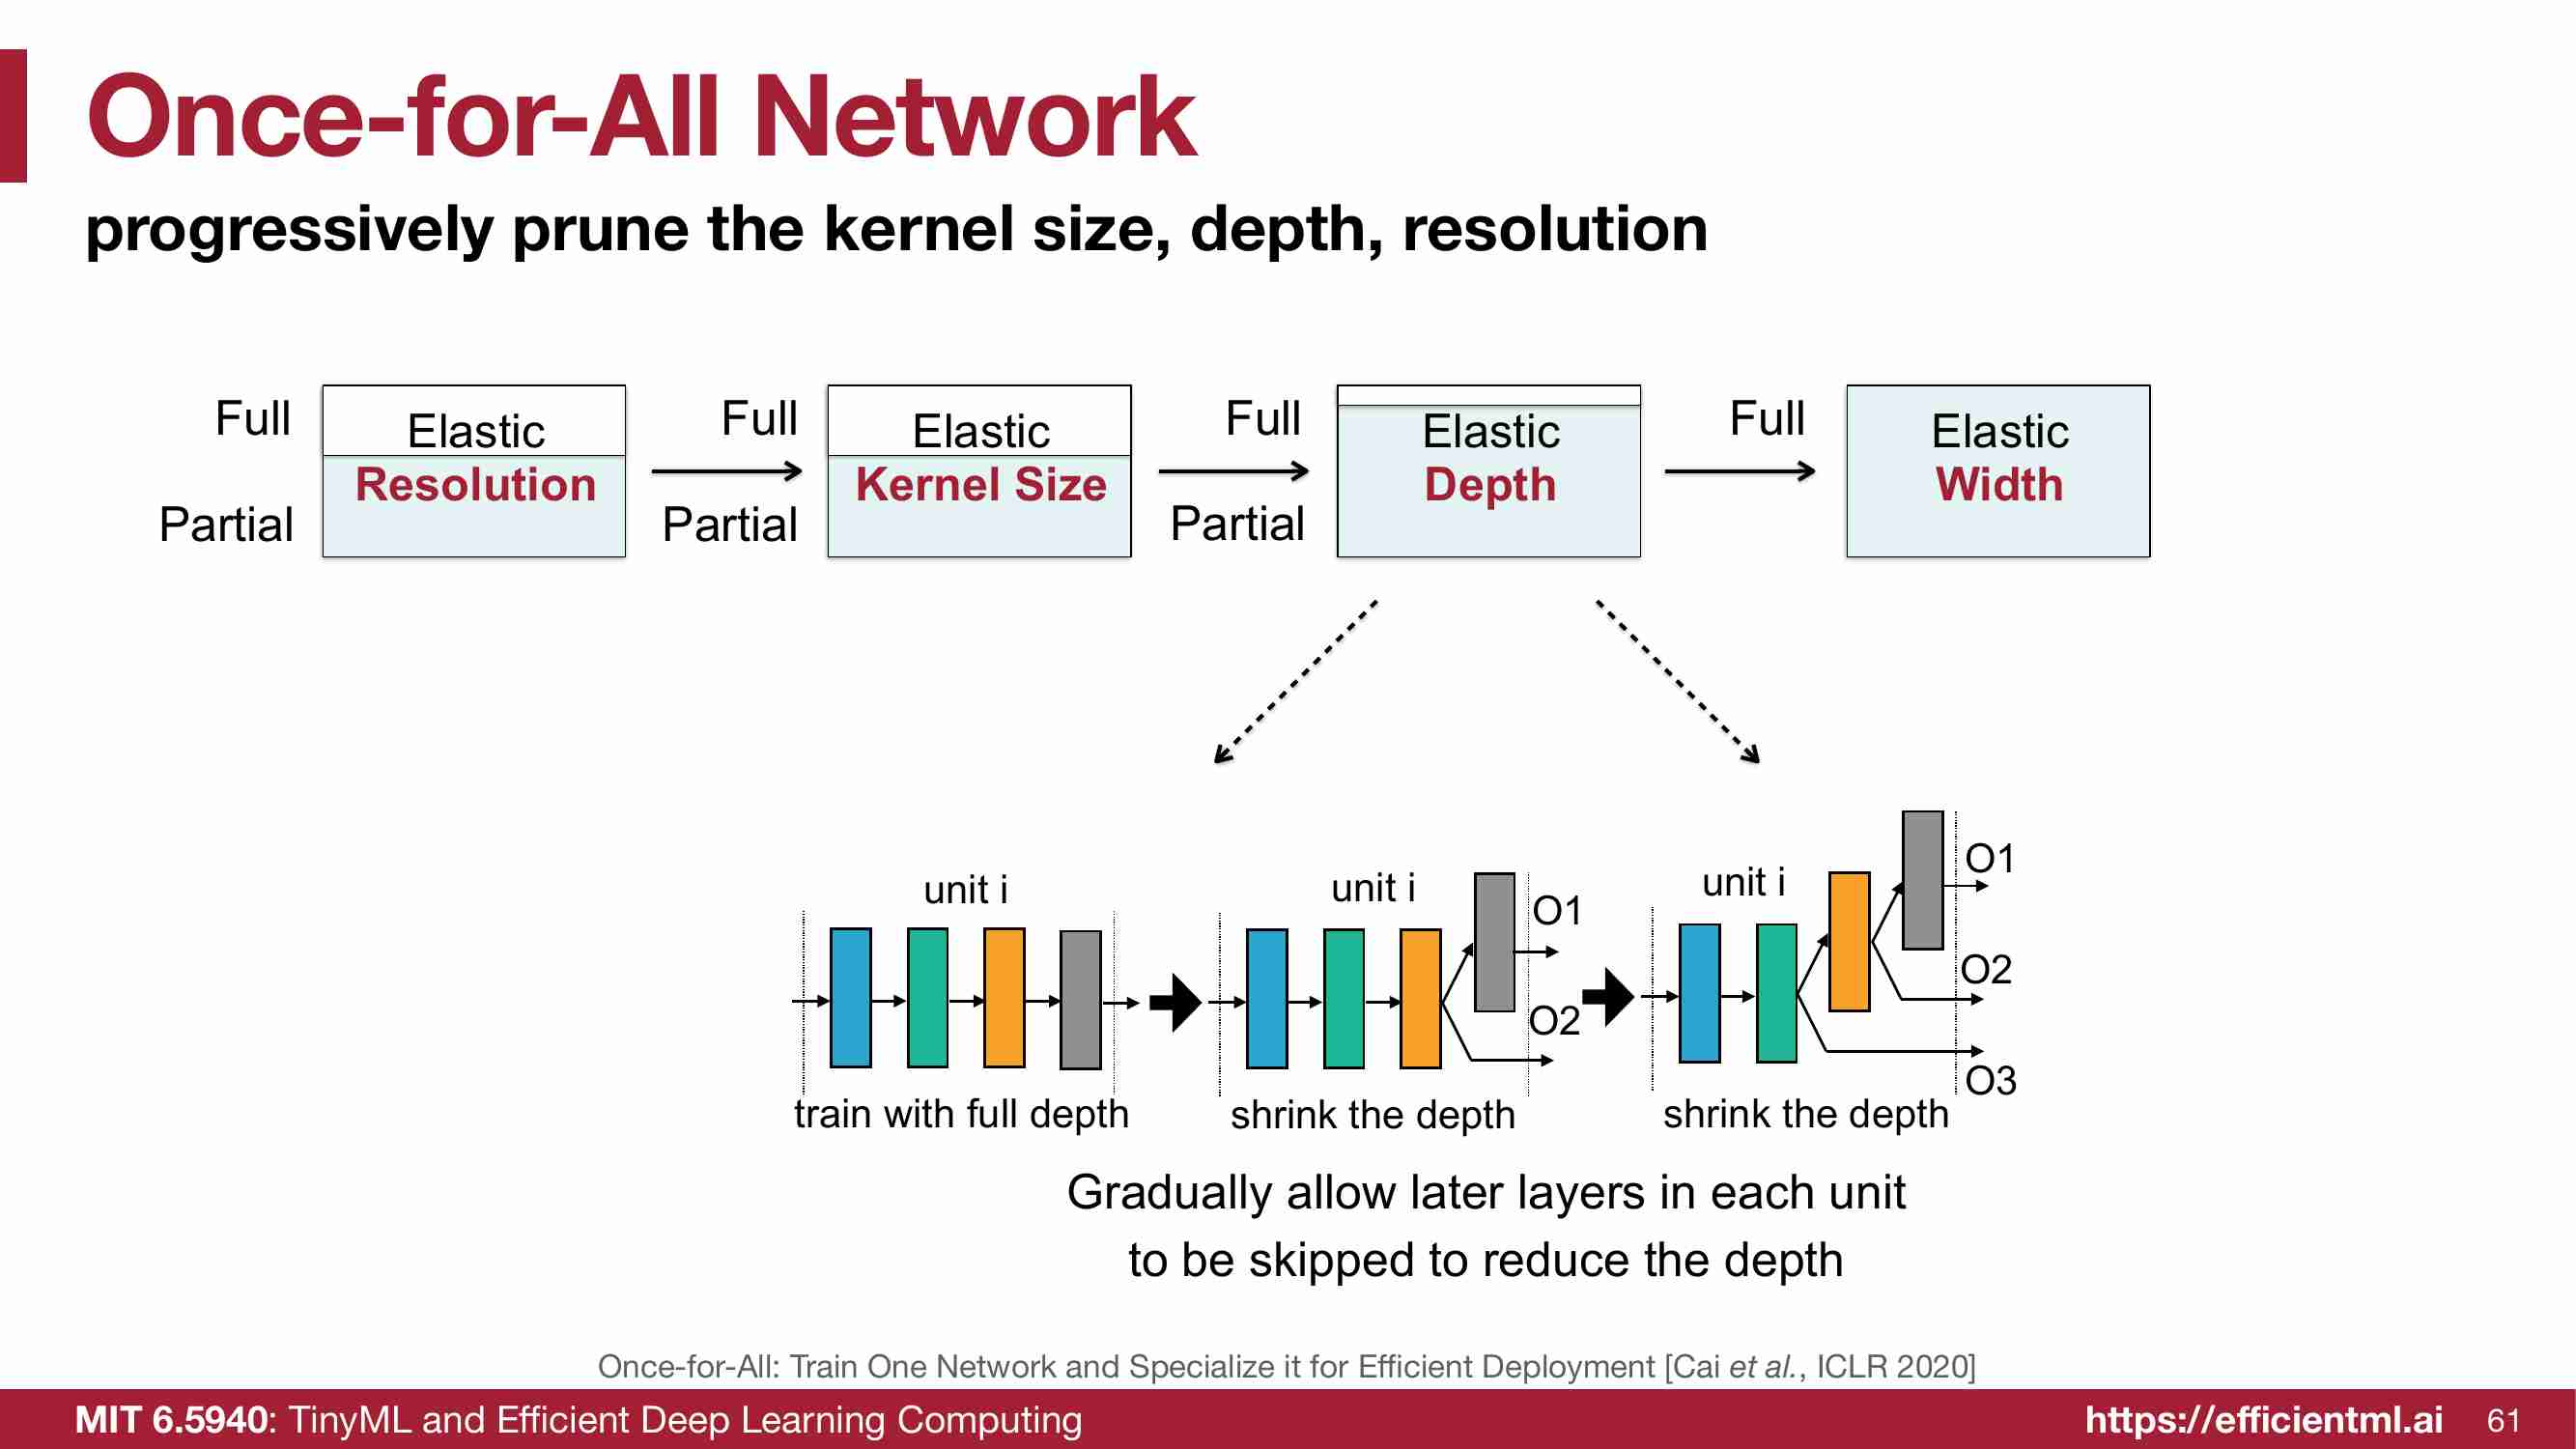 Once-for-All Network
progressively prune the kernel size, depth, resolution
Full
Partial
Elastic
Resolution
Full
Partial
Elastic
Kernel Size
Full
Partial
Elastic
Depth
Full
Elastic
Width
unit i
train with full depth
unit i
O1
O2
shrink the depth
unit i
O1
O2
O3
shrink the depth
Gradually allow later layers in each unit
to be skipped to reduce the depth
Once-for-All: Train One Network and Specialize it for Efficient Deployment [Cai et al., ICLR 2020]
MIT 6.5940: TinyML and Efficient Deep Learning Computing
https://efficientml.ai
61